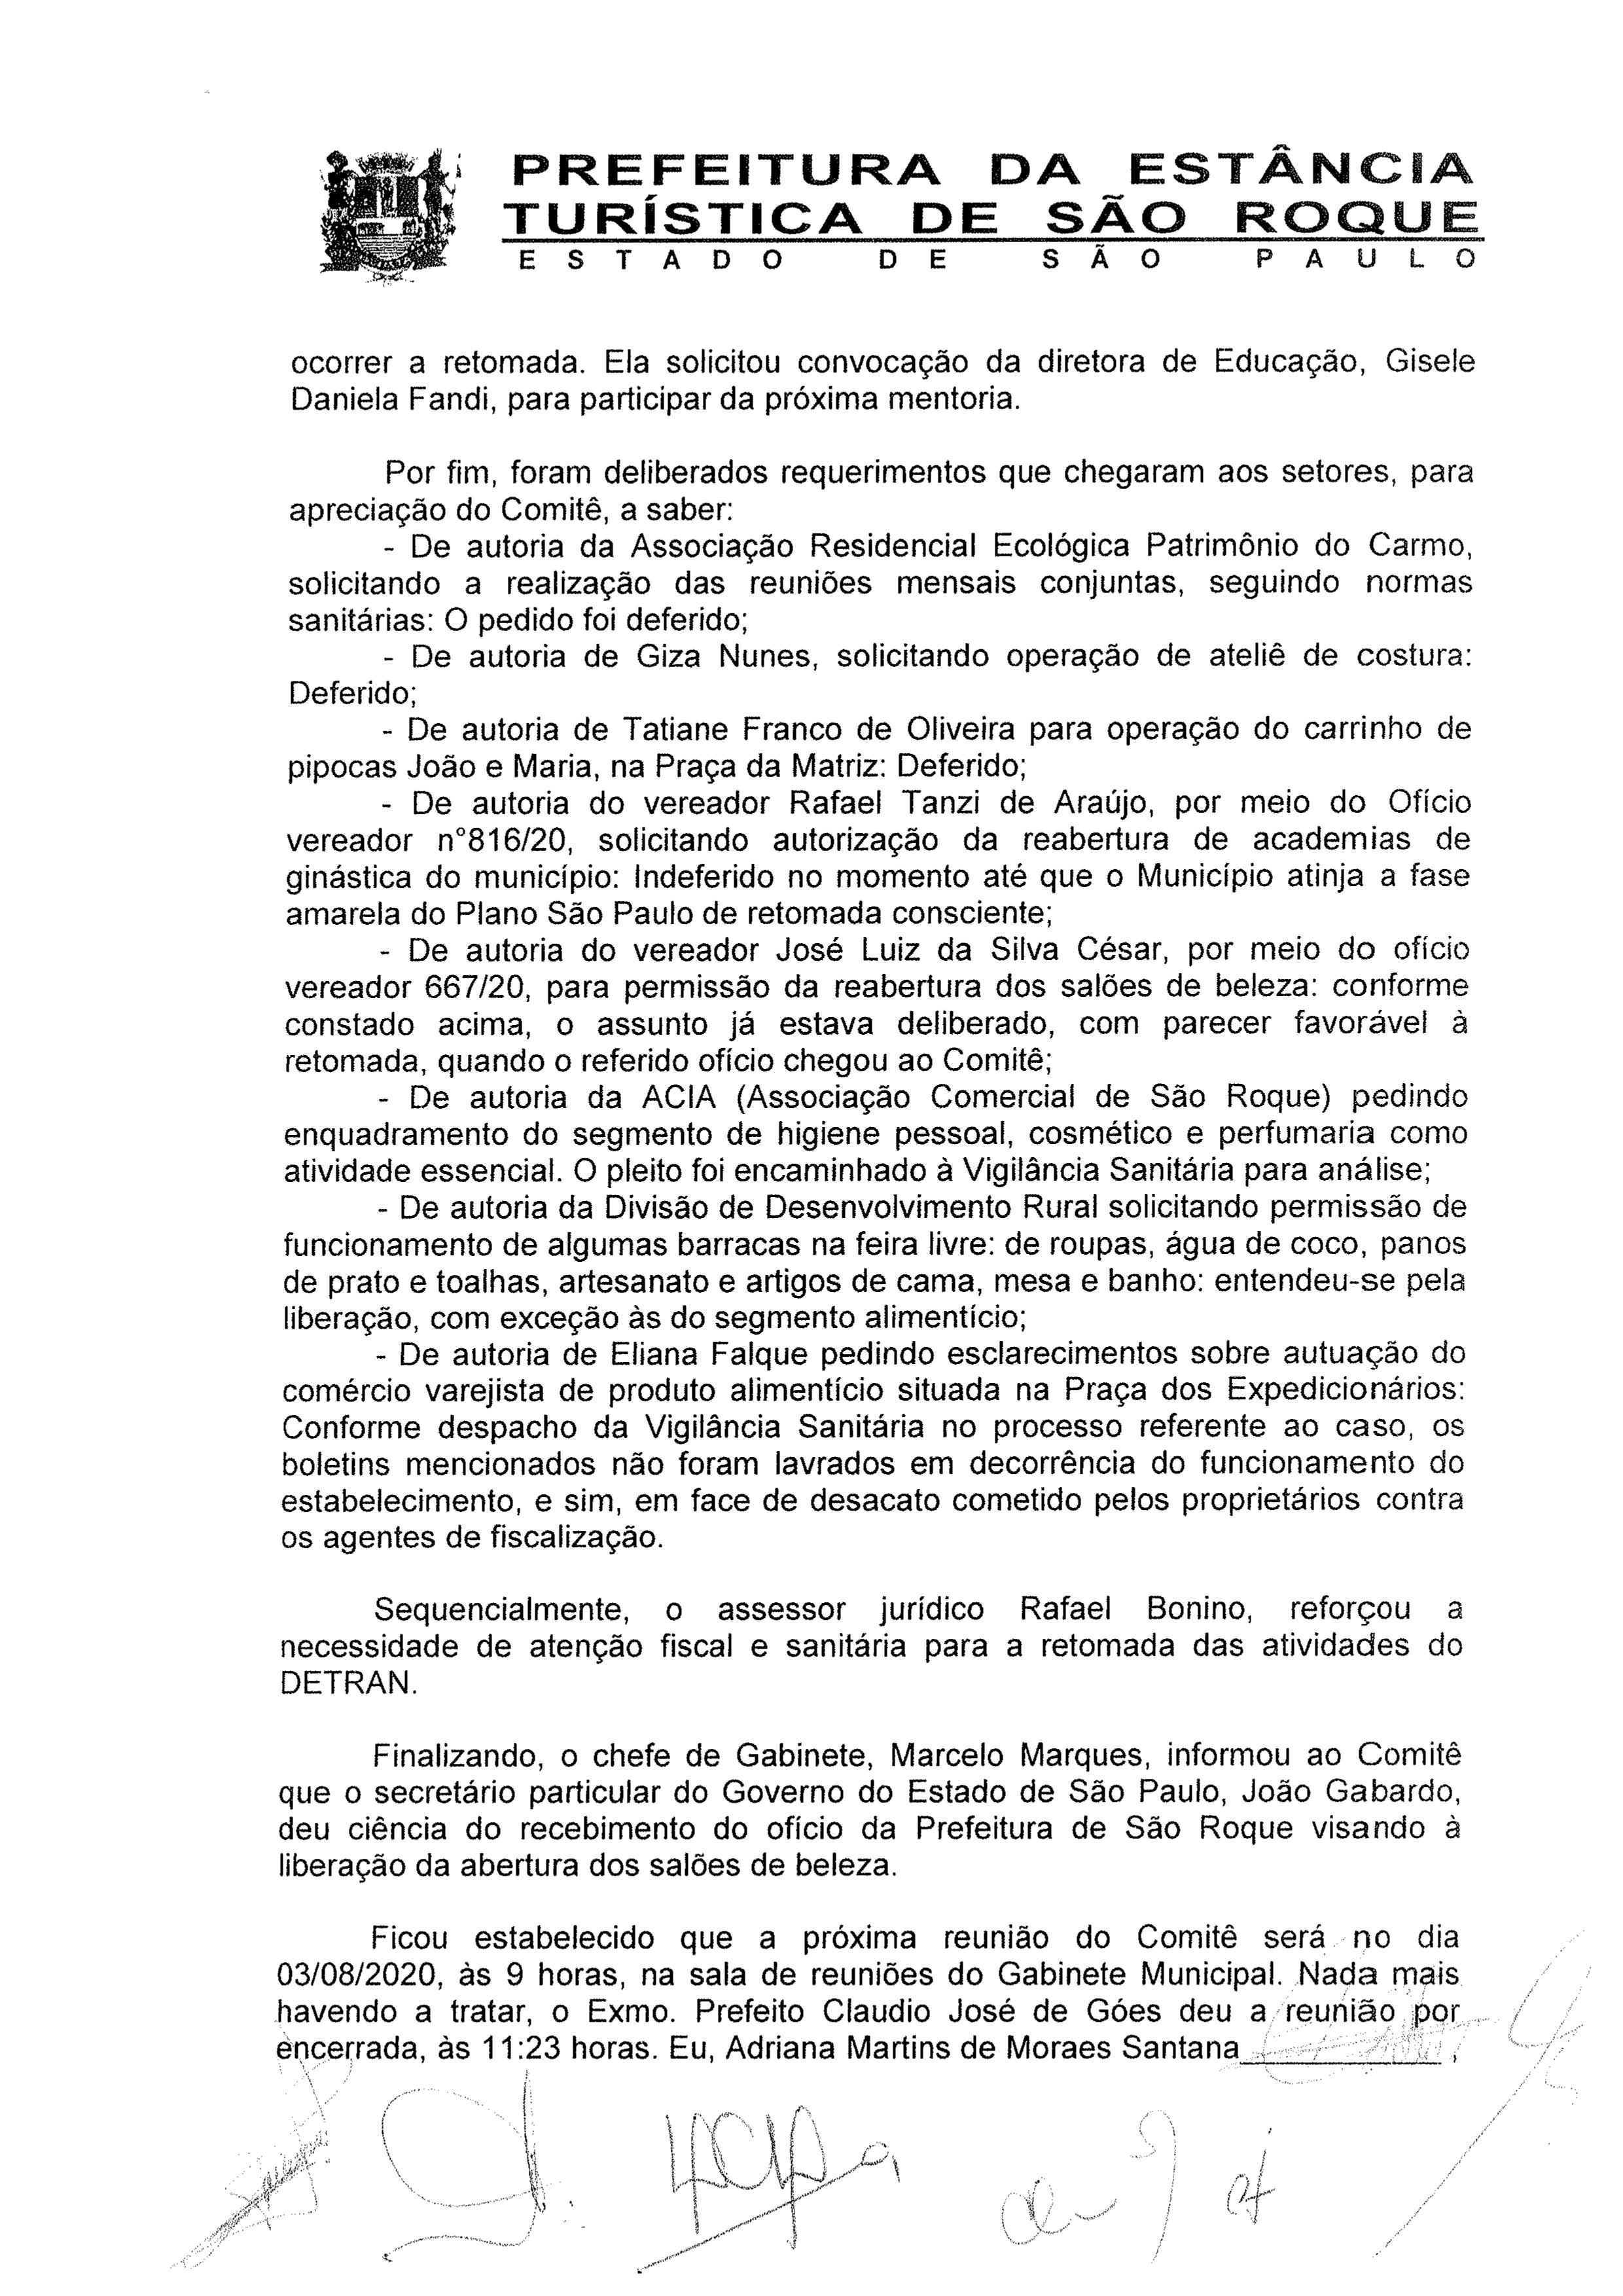 PREFEITURA DA ESTÂNCIA
TURÍSTICA DE SÃO ROQUE
ESTADO DE SÃO PAULO
ocorrer a retomada. Ela solicitou convocação da diretora de Educação, Gisele
Daniela Fandi, para participar da próxima mentoria.
Por fim, foram deliberados requerimentos que chegaram aos setores, para
apreciação do Comitê, a saber:
- De autoria da Associação Residencial Ecológica Patrimônio do Carmo,
solicitando a realização das reuniões mensais conjuntas, seguindo normas
sanitárias: O pedido foi deferido;
- De autoria de Giza Nunes, solicitando operação de ateliê de costura:
Deferido;
- De autoria de Tatiane Franco de Oliveira para operação do carrinho de
pipocas João e Maria, na Praça da Matriz: Deferido;
- De autoria do vereador Rafael Tanzi de Araújo, por meio do Ofício
vereador n°816/20, solicitando autorização da reabertura de academias de
ginástica do município: Indeferido no momento até que o Município atinja a fase
amarela do Plano São Paulo de retomada consciente;
- De autoria do vereador José Luiz da Silva César, por meio do ofício
vereador 667/20, para permissão da reabertura dos salões de beleza: conforme
constado acima, o assunto já estava deliberado, com parecer favorável à
retomada, quando o referido ofício chegou ao Comitê;
- De autoria da ACIA (Associação Comercial de São Roque) pedindo
enquadramento do segmento de higiene pessoal, cosmético e perfumaria como
atividade essencial. O pleito foi encaminhado à Vigilância Sanitária para análise;
- De autoria da Divisão de Desenvolvimento Rural solicitando permissão de
funcionamento de algumas barracas na feira livre: de roupas, água de coco, panos
de prato e toalhas, artesanato e artigos de cama, mesa e banho: entendeu-se pela
liberação, com exceção às do segmento alimentício;
- De autoria de Eliana Falque pedindo esclarecimentos sobre autuação do
comércio varejista de produto alimentício situada na Praça dos Expedicionários:
Conforme despacho da Vigilância Sanitária no processo referente ao caso, os
boletins mencionados não foram lavrados em decorrência do funcionamento do
estabelecimento, e sim, em face de desacato cometido pelos proprietários contra
os agentes de fiscalização.
Sequencialmente, o assessor jurídico Rafael Bonino, reforçou a
necessidade de atenção fiscal e sanitária para a retomada das atividades do
DETRAN.
Finalizando, o chefe de Gabinete, Marcelo Marques, informou ao Comitê
que o secretário particular do Governo do Estado de São Paulo, João Gabardo,
deu ciência do recebimento do ofício da Prefeitura de São Roque visando à
liberação da abertura dos salões de beleza.
Ficou estabelecido que a próxima reunião do Comitê será no dia
03/08/2020, às 9 horas, na sala de reuniões do Gabinete Municipal. Nada mais
havendo a tratar, o Exmo. Prefeito Claudio José de Góes deu a reunião por
encerrada, às 11:23 horas. Eu, Adriana Martins de Moraes Santana ,